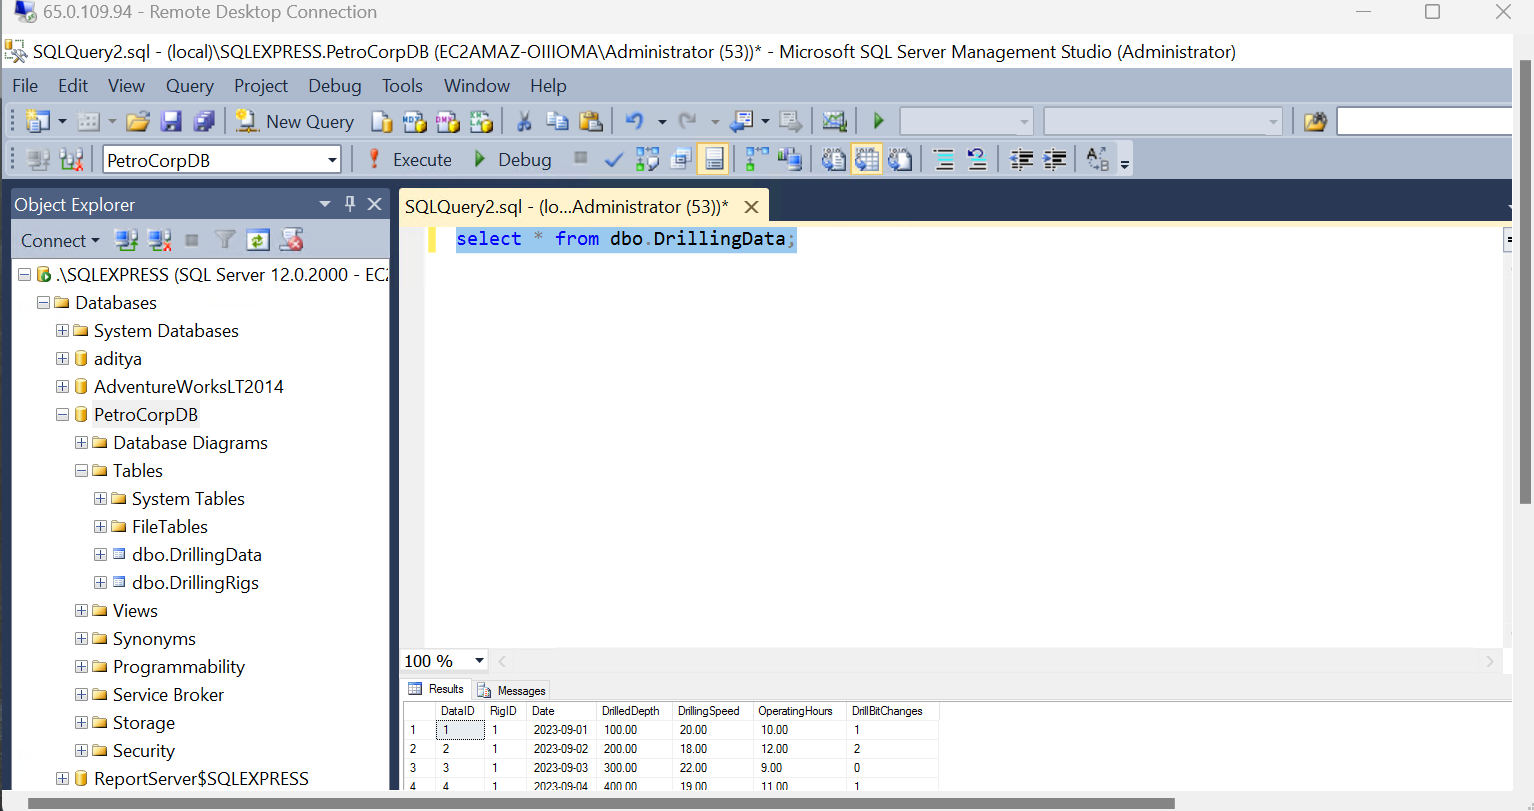 65.0.109.94 - Remote Desktop Connection
SQLQuery2.sql - (local)\SQLEXPRESS.PetroCorpDB (EC2AMAZ-OIIIOMA\Administrator (53))* - Microsoft SQL Server Management Studio (Administrator)
File Edit View Query Project Debug Tools Window Help
New Query
PetroCorpDB Execute Debug
Object Explorer
Connect
.\SQLEXPRESS (SQL Server 12.0.2000 - EC2
Databases
System Databases
aditya
AdventureWorksLT2014
PetroCorpDB
Database Diagrams
Tables
System Tables
FileTables
dbo.DrillingData
dbo.DrillingRigs
Views
Synonyms
Programmability
Service Broker
Storage
Security
ReportServer$SQLEXPRESS
SQLQuery2.sql - (lo...Administrator (53))*
select * from dbo.DrillingData;
100 %
Results Messages
DataID RigID Date DrilledDepth DrillingSpeed OperatingHours DrillBitChanges
1 1 1 2023-09-01 100.00 20.00 10.00 1
2 2 1 2023-09-02 200.00 18.00 12.00 2
3 3 1 2023-09-03 300.00 22.00 9.00 0
4 4 1 2023-09-04 400.00 19.00 11.00 1